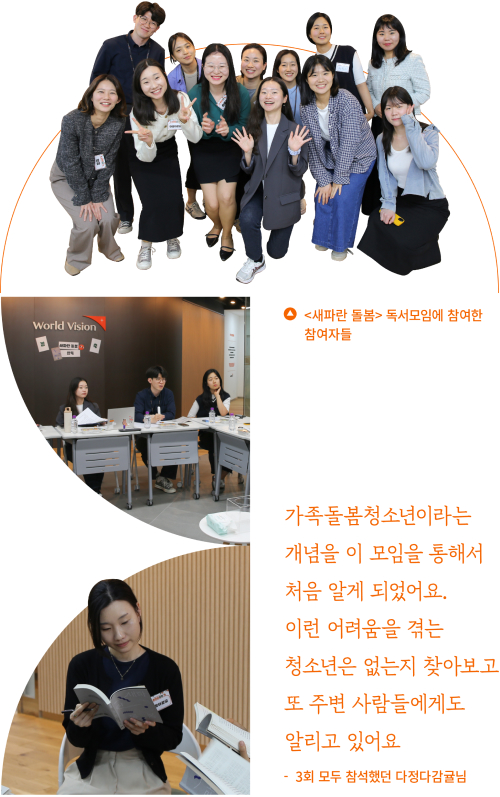 World Vision
<새파란 돌봄> 독서모임에 참여한
참여자들
가족돌봄청소년이라는
개념을 이 모임을 통해서
처음 알게 되었어요.
이런 어려움을 겪는
청소년은 없는지 찾아보고
또 주변 사람들에게도
알리고 있어요
- 3회 모두 참석했던 다정다감귤님